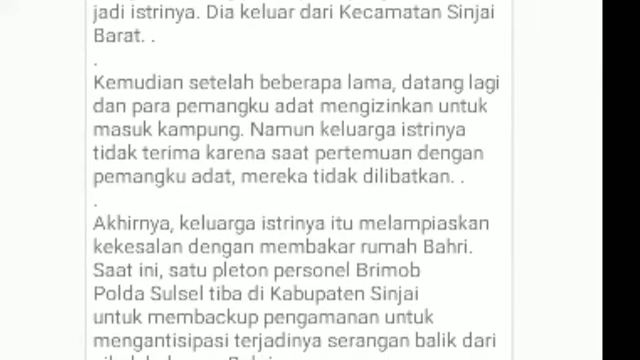 jadi istrinya. Dia keluar dari Kecamatan Sinjai
Barat. .
.
Kemudian setelah beberapa lama, datang lagi
dan para pemangku adat mengizinkan untuk
masuk kampung. Namun keluarga istrinya
tidak terima karena saat pertemuan dengan
pemangku adat, mereka tidak dilibatkan. .
.
Akhirnya, keluarga istrinya itu melampiaskan
kekesalan dengan membakar rumah Bahri.
Saat ini, satu pleton personel Brimob
Polda Sulsel tiba di Kabupaten Sinjai
untuk membackup pengamanan untuk
mengantisipasi terjadinya serangan balik dari